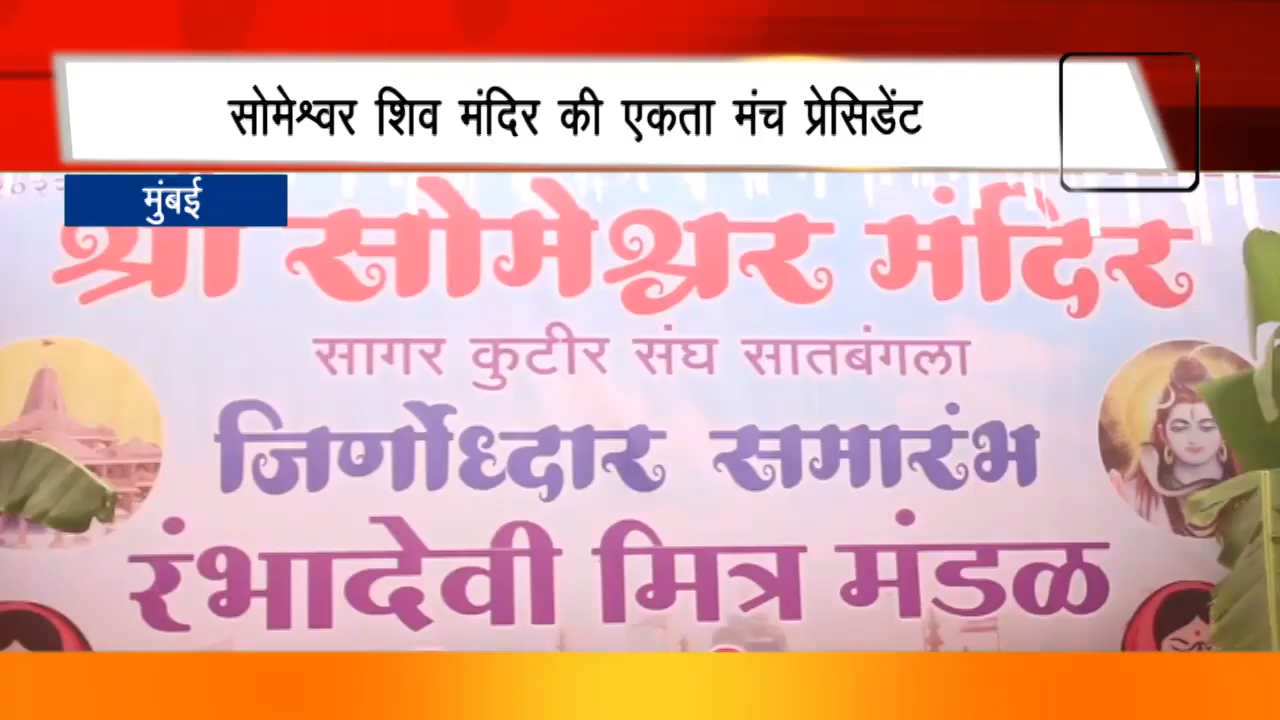 सोमेश्वर शिव मंदिर की एकता मंच प्रेसिडेंट
मुंबई
श्री सोमेश्वर मंदिर
सागर कुटीर संघ सातबंगला
जिर्णोध्दार समारंभ
रंभादेवी मित्र मंडळ